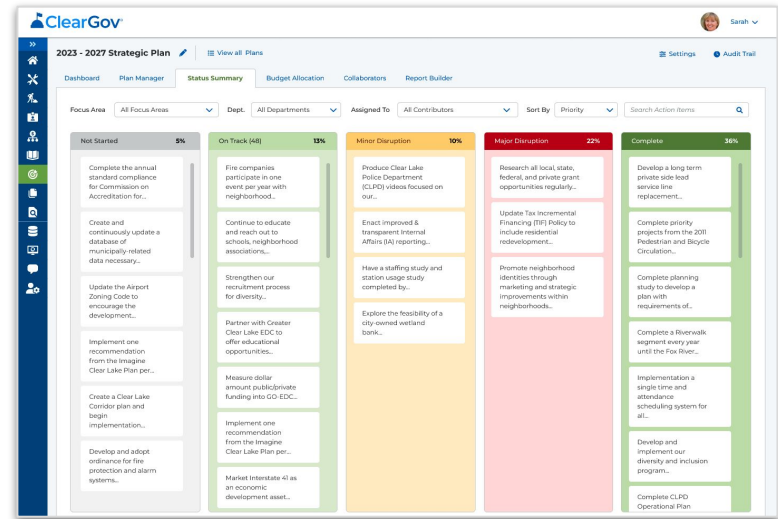 ClearGov
Sarah
2023 - 2027 Strategic Plan
View all Plans
Settings
Audit Trail
Dashboard
Plan Manager
Status Summary
Budget Allocation
Collaborators
Report Builder
Focus Area
All Focus Areas
Dept.
All Departments
Assigned To
All Contributors
Sort By
Priority
Search Action Items
Not Started 5%
Complete the annual
standard compliance
for Commission on
Accreditation for...
Create and
continuously update a
database of
municipally-related
data necessary...
Update the Airport
Zoning Code to
encourage the
development...
Implement one
recommendation
from the Imagine
Clear Lake Plan per...
Create a Clear Lake
Corridor plan and
begin
implementation...
Develop and adopt
ordinance for fire
protection and alarm
systems...
On Track (48) 13%
Fire companies
participate in one
event per year with
neighborhood...
Continue to educate
and reach out to
schools, neighborhood
associations,...
Strengthen our
recruitment process
for diversity...
Partner with Greater
Clear Lake EDC to
offer educational
opportunities...
Measure dollar
amount public/private
funding into GO-EDC...
Implement one
recommendation
from the Imagine
Clear Lake Plan per...
Market Interstate 41 as
an economic
development asset...
Minor Disruption 10%
Produce Clear Lake
Police Department
(CLPD) videos focused on
our...
Enact improved &
transparent Internal
Affairs (IA) reporting...
Have a staffing study and
station usage study
completed by...
Explore the feasibility of a
city-owned wetland
bank...
Major Disruption 22%
Research all local, state,
federal, and private grant
opportunities regularly...
Update Tax Incremental
Financing (TIF) Policy to
include residential
redevelopment...
Promote neighborhood
identities through
marketing and strategic
improvements within
neighborhoods...
Complete 36%
Develop a long term
private side lead
service line
replacement...
Complete priority
projects from the 2011
Pedestrian and Bicycle
Circulation...
Complete planning
study to develop a
plan with
requirements of...
Complete a Riverwalk
segment every year
until the Fox River...
Implementation a
single time and
attendance
scheduling system for
all...
Develop and
implement our
diversity and inclusion
program...
Complete CLPD
Operational Plan